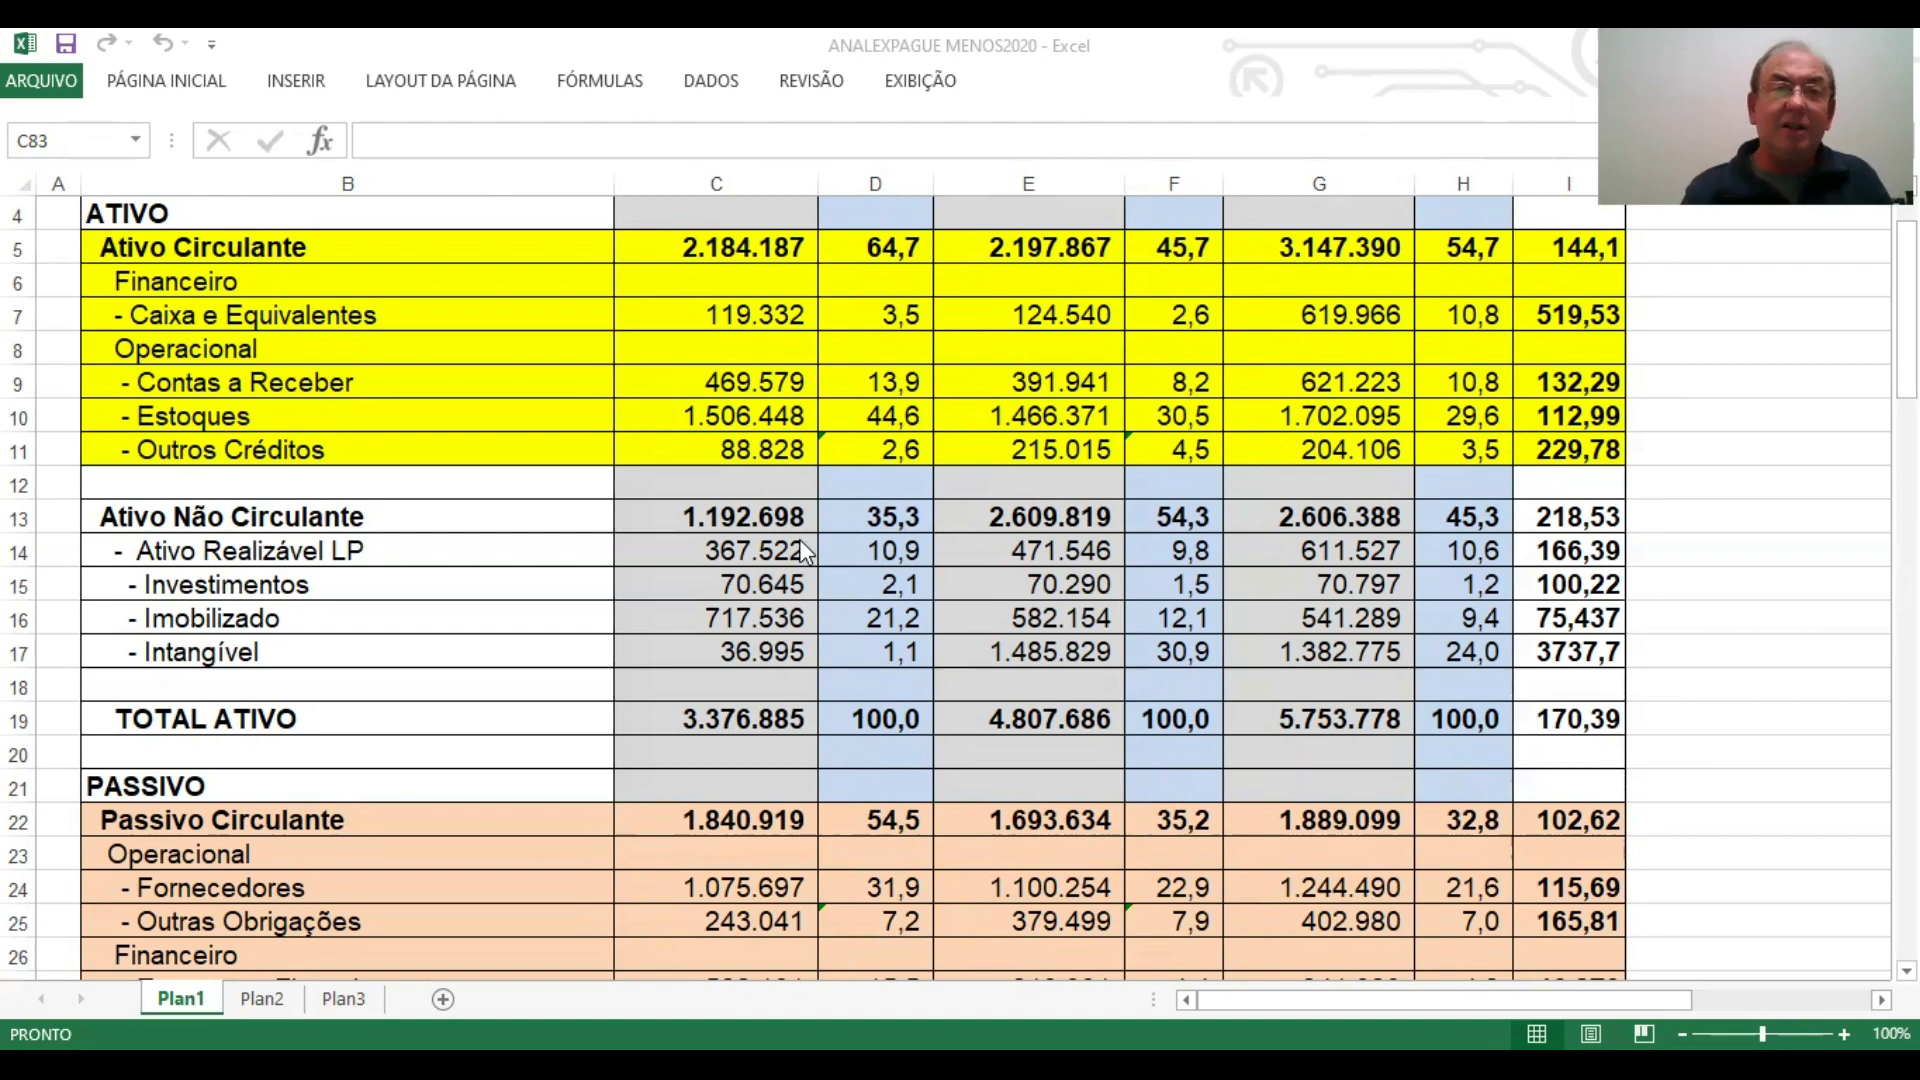 ANALEXPAGUE MENOS2020 - Excel
ARQUIVO PÁGINA INICIAL INSERIR LAYOUT DA PÁGINA FÓRMULAS DADOS REVISÃO EXIBIÇÃO
C83 fx
A B C D E F G H I
4 ATIVO
5 Ativo Circulante 2.184.187 64,7 2.197.867 45,7 3.147.390 54,7 144,1
6 Financeiro
7 - Caixa e Equivalentes 119.332 3,5 124.540 2,6 619.966 10,8 519,53
8 Operacional
9 - Contas a Receber 469.579 13,9 391.941 8,2 621.223 10,8 132,29
10 - Estoques 1.506.448 44,6 1.466.371 30,5 1.702.095 29,6 112,99
11 - Outros Créditos 88.828 2,6 215.015 4,5 204.106 3,5 229,78
12
13 Ativo Não Circulante 1.192.698 35,3 2.609.819 54,3 2.606.388 45,3 218,53
14 - Ativo Realizável LP 367.522 10,9 471.546 9,8 611.527 10,6 166,39
15 - Investimentos 70.645 2,1 70.290 1,5 70.797 1,2 100,22
16 - Imobilizado 717.536 21,2 582.154 12,1 541.289 9,4 75,437
17 - Intangível 36.995 1,1 1.485.829 30,9 1.382.775 24,0 3737,7
18
19 TOTAL ATIVO 3.376.885 100,0 4.807.686 100,0 5.753.778 100,0 170,39
20
21 PASSIVO
22 Passivo Circulante 1.840.919 54,5 1.693.634 35,2 1.889.099 32,8 102,62
23 Operacional
24 - Fornecedores 1.075.697 31,9 1.100.254 22,9 1.244.490 21,6 115,69
25 - Outras Obrigações 243.041 7,2 379.499 7,9 402.980 7,0 165,81
26 Financeiro
Plan1 Plan2 Plan3
PRONTO 100%